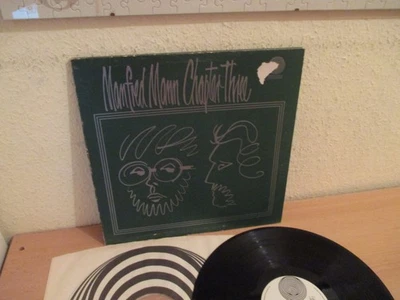 Manfred Mann Chapter Three